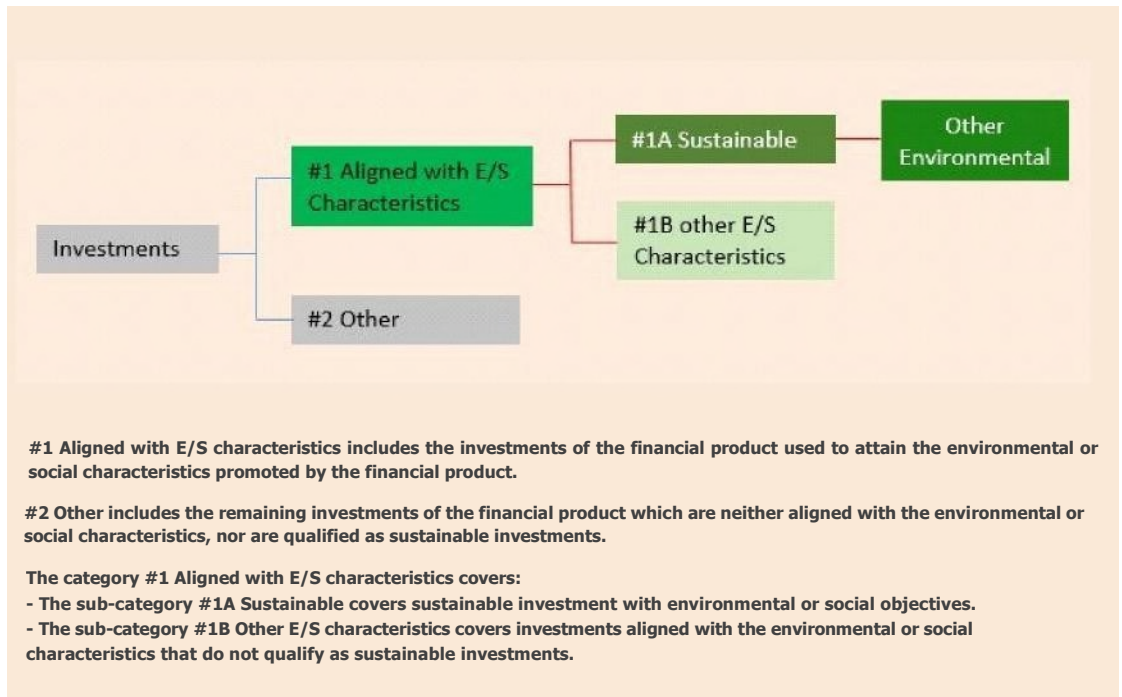 Other
Environmental
#1A Sustainable
#1 Aligned with E/S
Characteristics
#1B other E/S
Characteristics
Investments
#2 Other
#1 Aligned with E/S characteristics includes the investments of the financial product used to attain the environmental or
social characteristics promoted by the financial product.
#2 Other includes the remaining investments of the financial product which are neither aligned with the environmental or
social characteristics, nor are qualified as sustainable investments.
The category #1 Aligned with E/S characteristics covers:
- The sub-category #1A Sustainable covers sustainable investment with environmental or social objectives.
- The sub-category #1B Other E/S characteristics covers investments aligned with the environmental or social
characteristics that do not qualify as sustainable investments.